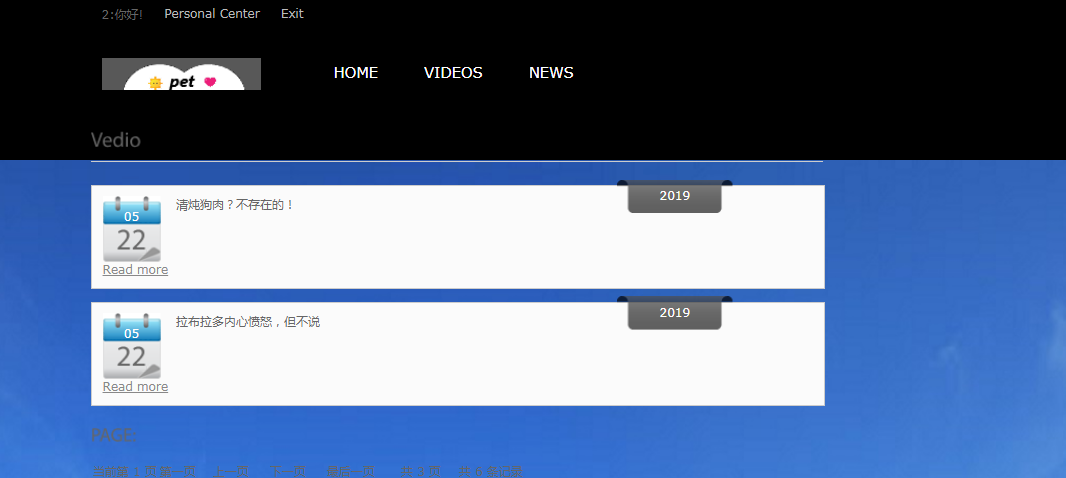 2:你好! Personal Center Exit
pet HOME VIDEOS NEWS
Vedio
2019
05 清炖狗肉？不存在的！
22
Read more
2019
05 拉布拉多内心愤怒，但不说
22
Read more
PAGE: